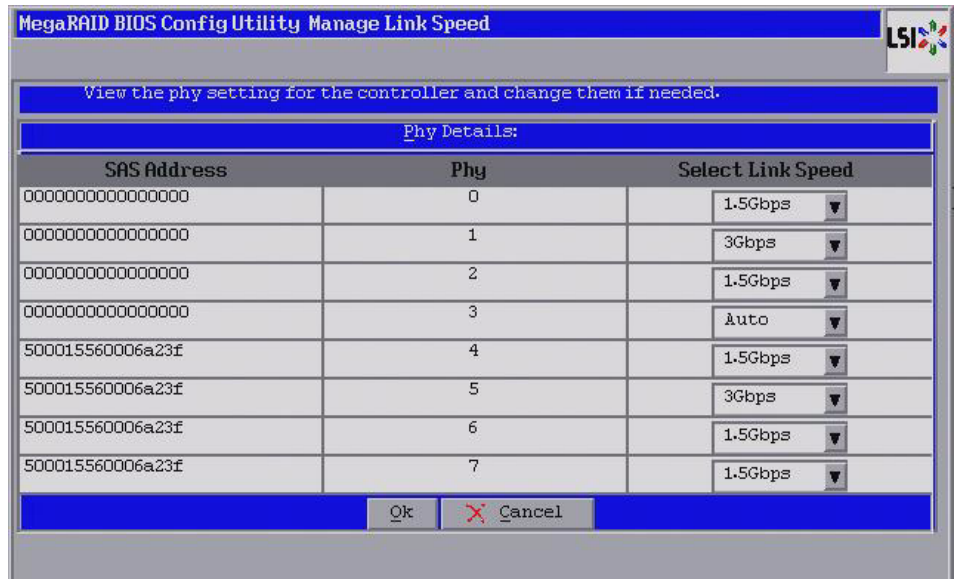 MegaRAID BIOS Config Utility Manage Link Speed
LSI
View the phy setting for the controller and change them if needed.
Phy Details:
SAS Address Phy Select Link Speed
0000000000000000 0 1.5Gbps
0000000000000000 1 3Gbps
0000000000000000 2 1.5Gbps
0000000000000000 3 Auto
500015560006a23f 4 1.5Gbps
500015560006a23f 5 3Gbps
500015560006a23f 6 1.5Gbps
500015560006a23f 7 1.5Gbps
Ok Cancel